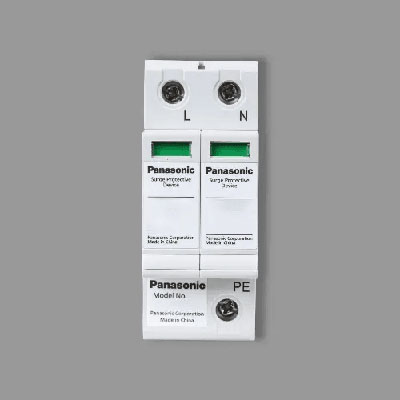 L N
Panasonic Panasonic
Surge Protective Surge Protective
Device Device
Panasonic Corporation Panasonic Corporation
Made in China Made in China
Panasonic PE
Model No
Panasonic Corporation
Made in China